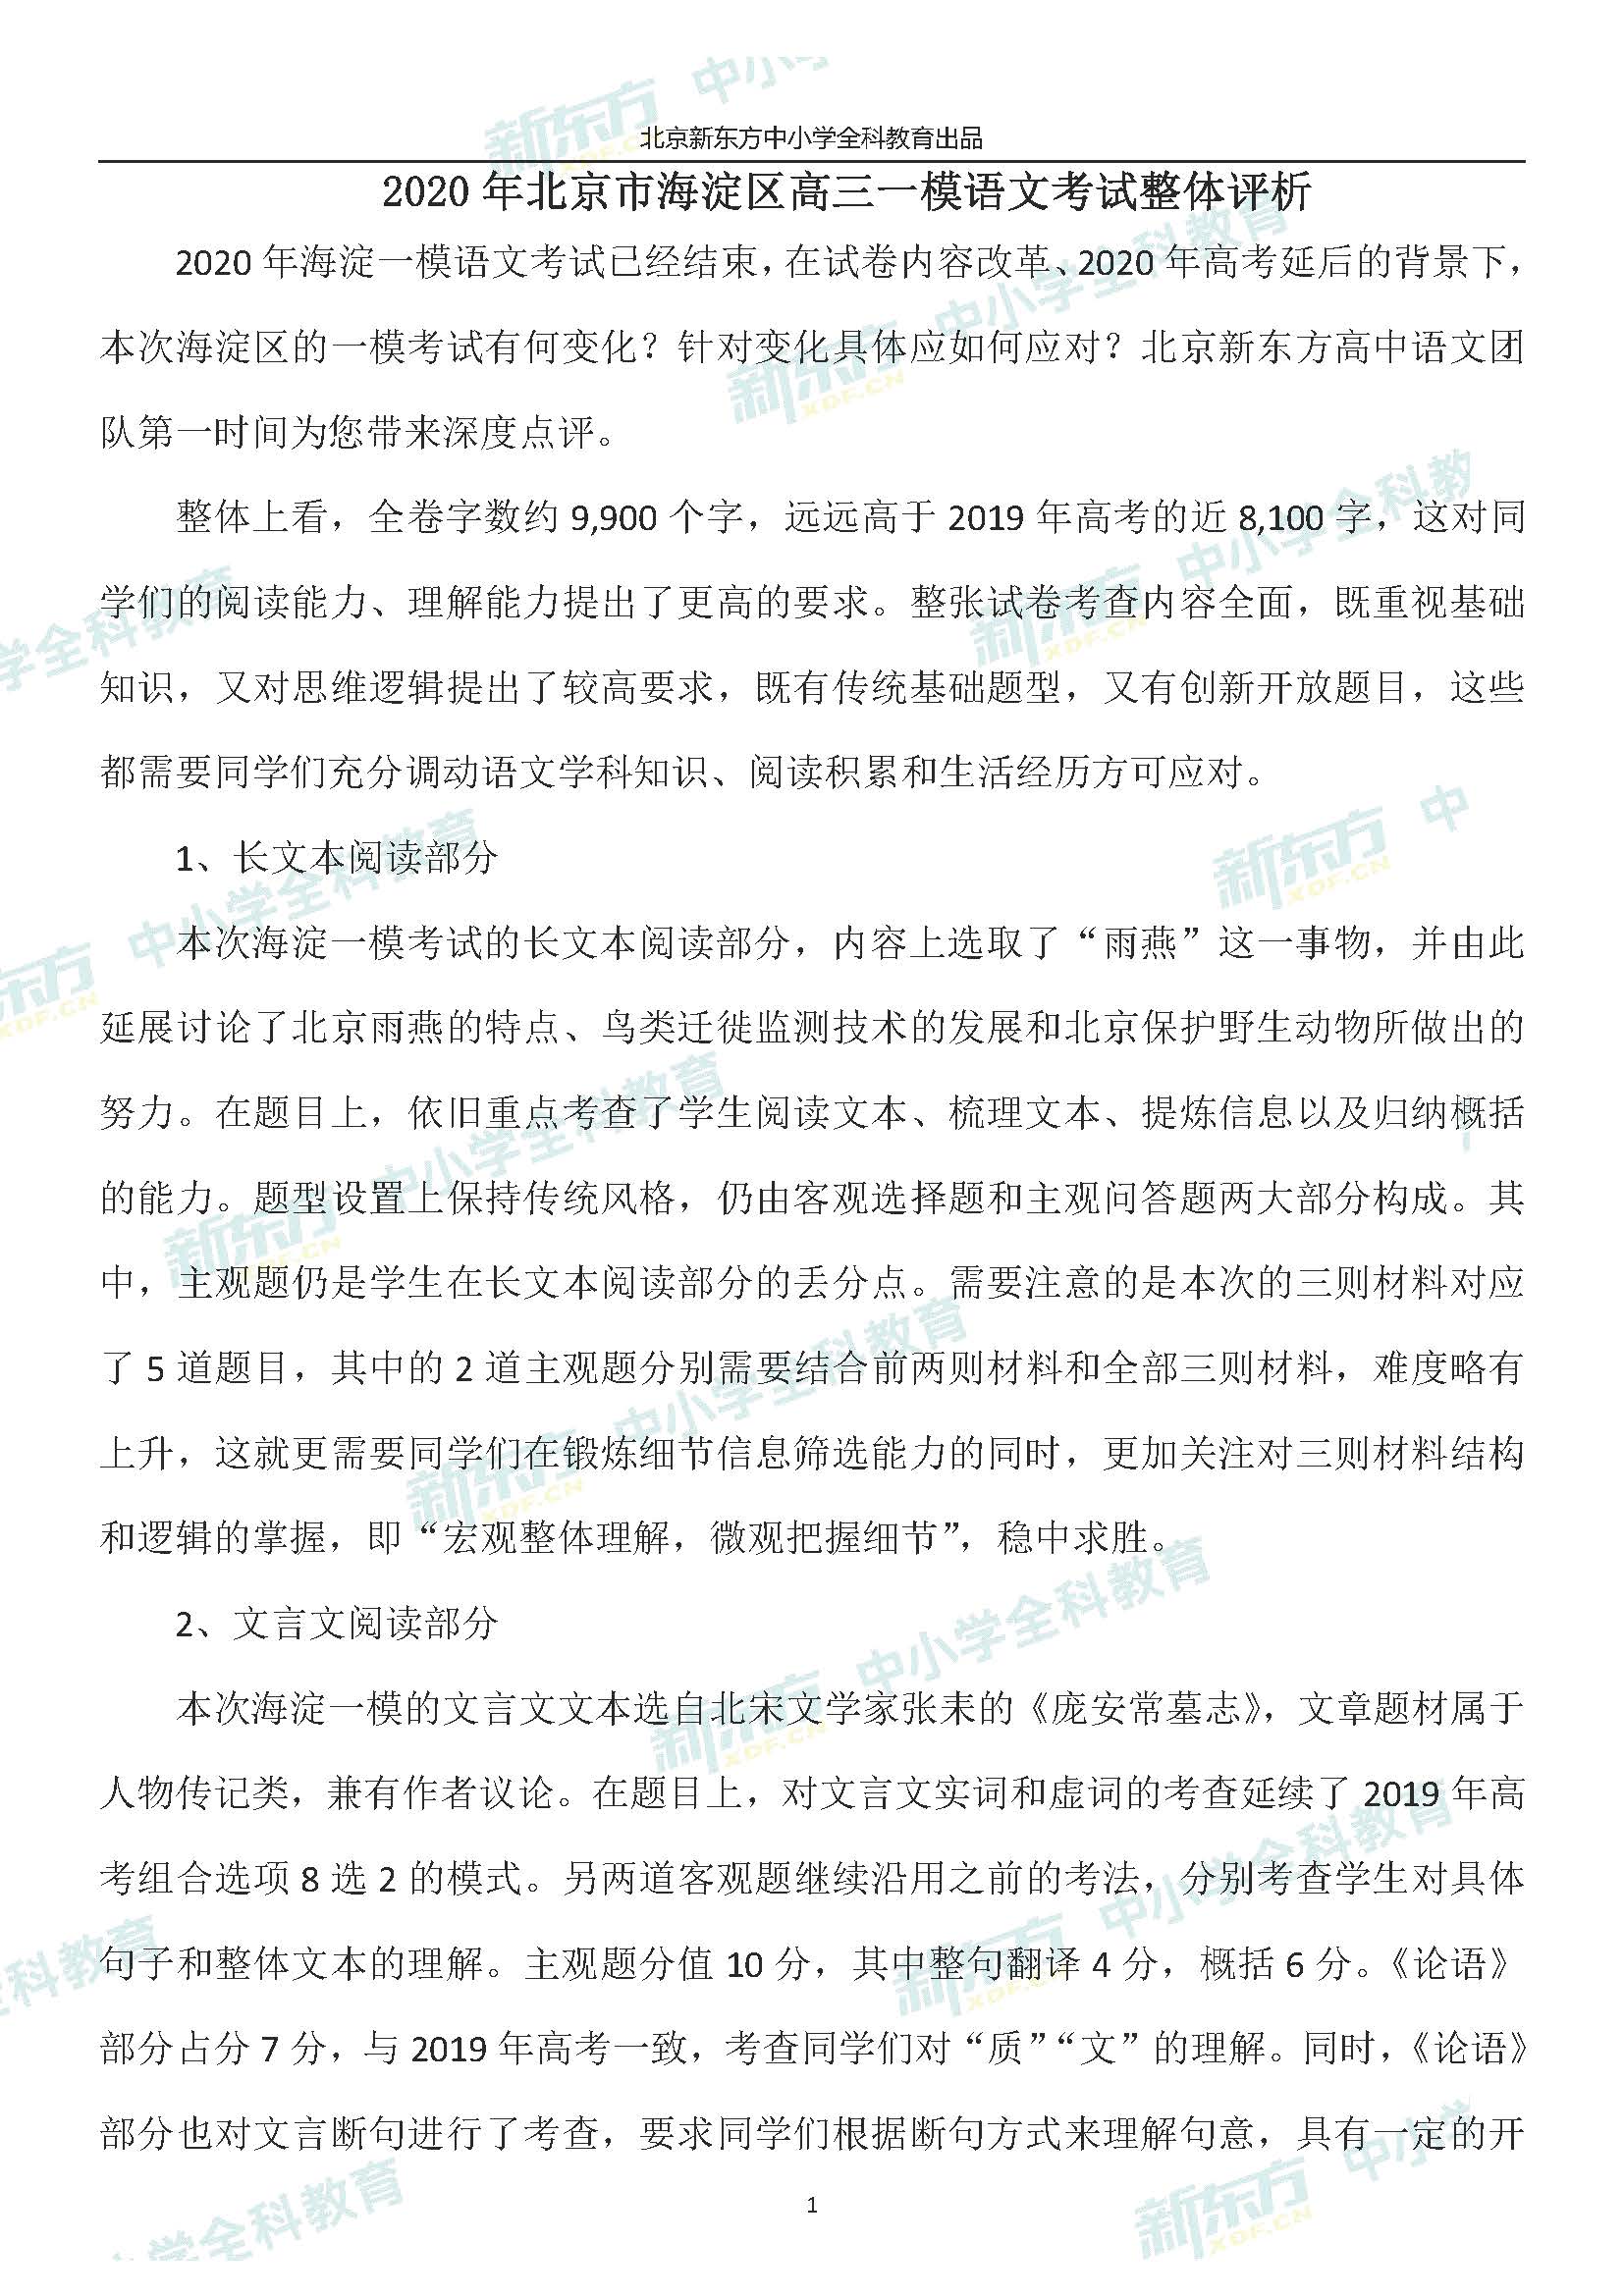 北京新东方中小学全科教育出品
2020 年北京市海淀区高三一模语文考试整体评析
2020 年海淀一模语文考试已经结束，在试卷内容改革、2020 年高考延后的背景下，
本次海淀区的一模考试有何变化？针对变化具体应如何应对？北京新东方高中语文团
队第一时间为您带来深度点评。
整体上看，全卷字数约 9,900 个字，远远高于 2019 年高考的近 8,100 字，这对同
学们的阅读能力、理解能力提出了更高的要求。整张试卷考查内容全面，既重视基础
知识，又对思维逻辑提出了较高要求，既有传统基础题型，又有创新开放题目，这些
都需要同学们充分调动语文学科知识、阅读积累和生活经历方可应对。
1、长文本阅读部分
本次海淀一模考试的长文本阅读部分，内容上选取了“雨燕”这一事物，并由此
延展讨论了北京雨燕的特点、鸟类迁徙监测技术的发展和北京保护野生动物所做出的
努力。在题目上，依旧重点考查了学生阅读文本、梳理文本、提炼信息以及归纳概括
的能力。题型设置上保持传统风格，仍由客观选择题和主观问答题两大部分构成。其
中，主观题仍是学生在长文本阅读部分的丢分点。需要注意的是本次的三则材料对应
了 5 道题目，其中的 2 道主观题分别需要结合前两则材料和全部三则材料，难度略有
上升，这就更需要同学们在锻炼细节信息筛选能力的同时，更加关注对三则材料结构
和逻辑的掌握，即“宏观整体理解，微观把握细节”，稳中求胜。
2、文言文阅读部分
本次海淀一模的文言文文本选自北宋文学家张耒的《庞安常墓志》，文章题材属于
人物传记类，兼有作者议论。在题目上，对文言文实词和虚词的考查延续了 2019 年高
考组合选项 8 选 2 的模式。另两道客观题继续沿用之前的考法，分别考查学生对具体
句子和整体文本的理解。主观题分值 10 分，其中整句翻译 4 分，概括 6 分。《论语》
部分占分 7 分，与 2019 年高考一致，考查同学们对“质”“文”的理解。同时，《论语》
部分也对文言断句进行了考查，要求同学们根据断句方式来理解句意，具有一定的开
1
新东方 XDF.CN 中小学全科教育